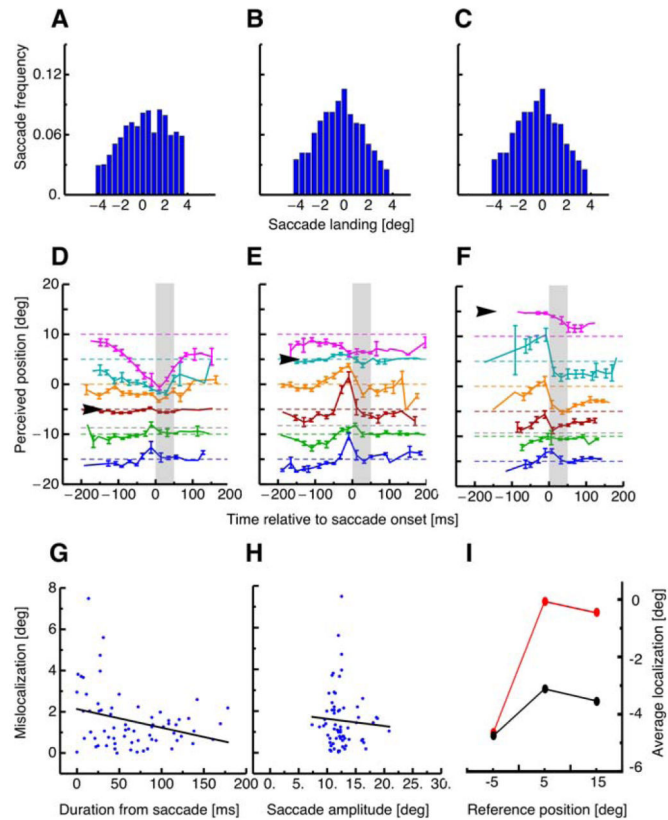 A B C
Saccade frequency
0.12
0.06
0.
−4 −2 0 2 4
−4 −2 0 2 4
−4 −2 0 2 4
Saccade landing [deg]
D E F
Perceived position [deg]
20
10
0
−10
−20
−200 −100 0 100 200
−200 −100 0 100 200
−200 −100 0 100 200
Time relative to saccade onset [ms]
G H I
Mislocalization [deg]
8
6
4
2
0
0 50 100 150 200
Duration from saccade [ms]
0. 5. 10. 15. 20. 25. 30.
Saccade amplitude [deg]
0
−2
−4
−6
Average localization [deg]
-5 5 15
Reference position [deg]